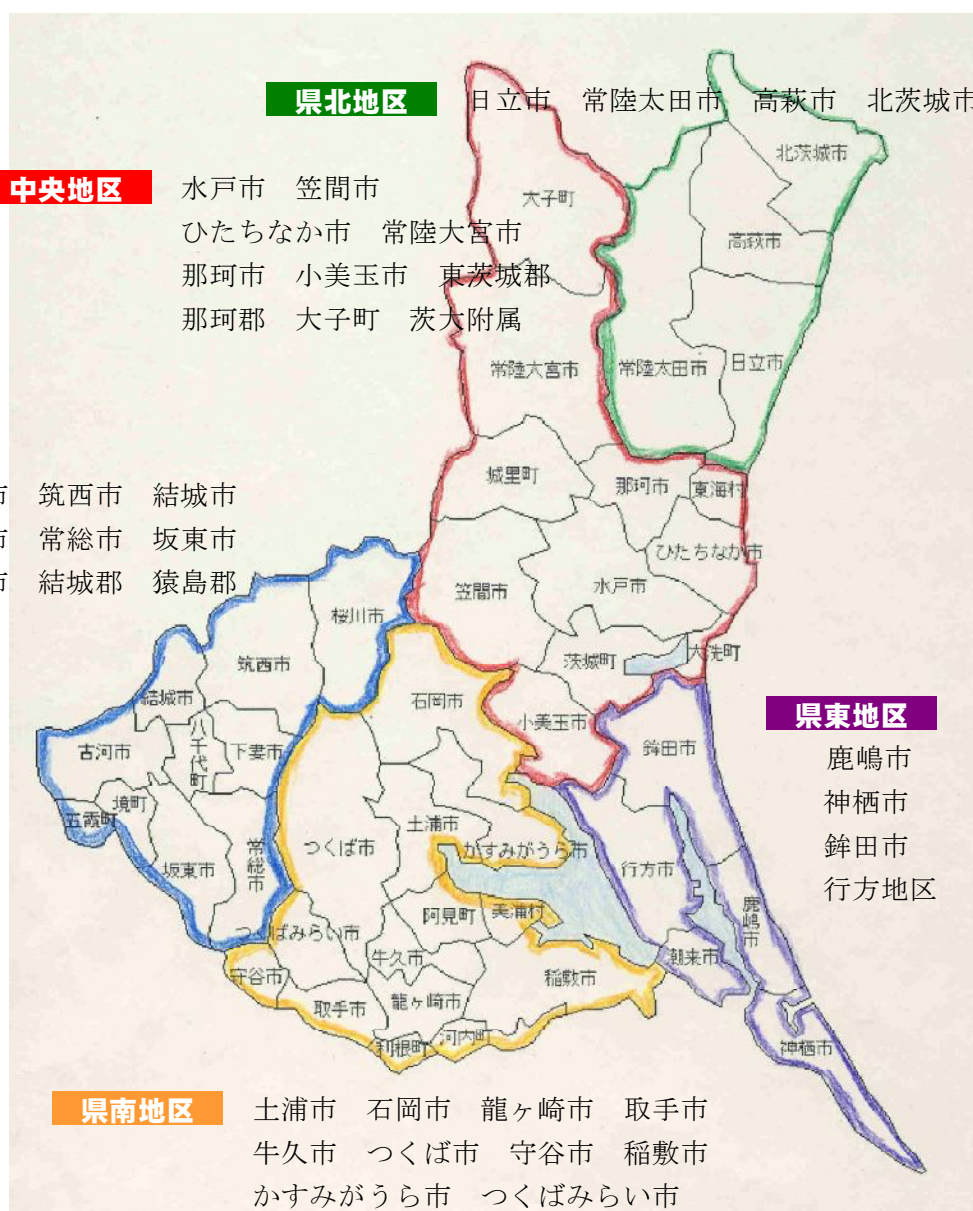 県北地区 日立市 常陸太田市 高萩市 北茨城市
中央地区 水戸市 笠間市
ひたちなか市 常陸大宮市
那珂市 小美玉市 東茨城郡
那珂郡 大子町 茨大附属
市 筑西市 結城市
市 常総市 坂東市
市 結城郡 猿島郡
北茨城市
大子町
高萩市
常陸大宮市
常陸太田市
日立市
城里町
那珂市
東海村
ひたちなか市
笠間市
水戸市
茨城町
大洗町
桜川市
筑西市
結城市
石岡市
小美玉市
古河市
八千代町
下妻市
鉾田市
五霞町
境町
坂東市
常総市
つくば市
土浦市
かすみがうら市
行方市
阿見町
美浦村
鹿嶋市
つくばみらい市
牛久市
潮来市
守谷市
取手市
龍ヶ崎市
稲敷市
利根町
河内町
神栖市
県東地区
鹿嶋市
神栖市
鉾田市
行方地区
県南地区 土浦市 石岡市 龍ヶ崎市 取手市
牛久市 つくば市 守谷市 稲敷市
かすみがうら市 つくばみらい市